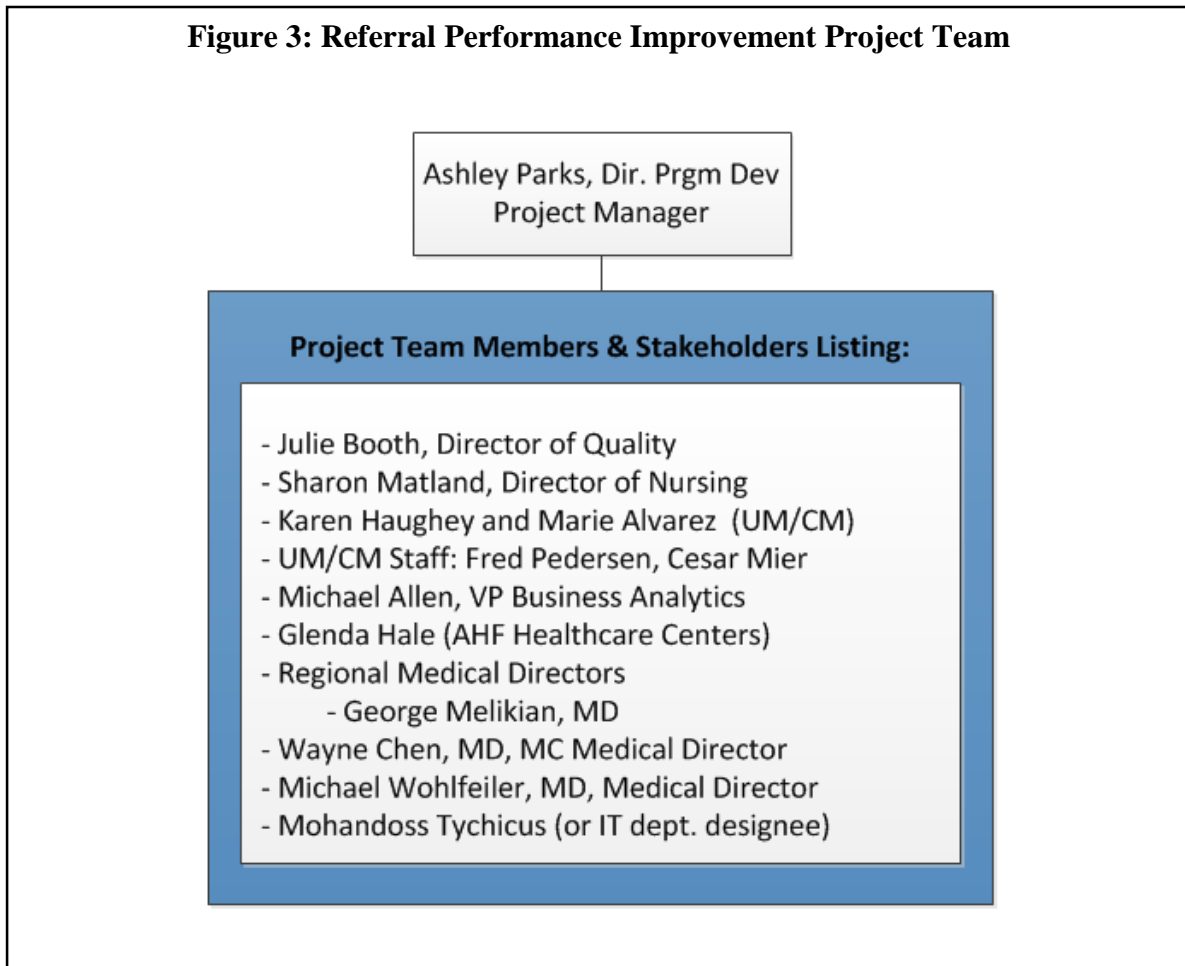 Figure 3: Referral Performance Improvement Project Team
Ashley Parks, Dir. Prgm Dev
Project Manager
Project Team Members & Stakeholders Listing:
- Julie Booth, Director of Quality
- Sharon Matland, Director of Nursing
- Karen Haughey and Marie Alvarez  (UM/CM)
- UM/CM Staff: Fred Pedersen, Cesar Mier
- Michael Allen, VP Business Analytics
- Glenda Hale (AHF Healthcare Centers)
- Regional Medical Directors
- George Melikian, MD
- Wayne Chen, MD, MC Medical Director
- Michael Wohlfeiler, MD, Medical Director
- Mohandoss Tychicus (or IT dept. designee)